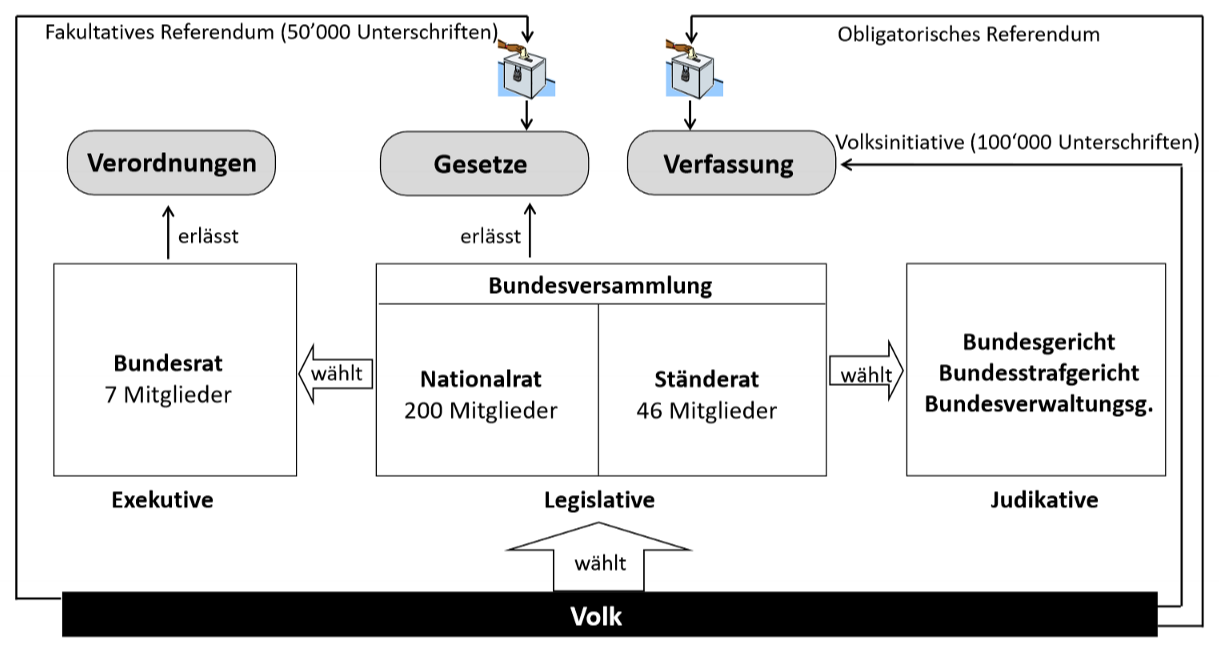 Fakultatives Referendum (50’000 Unterschriften)
Obligatorisches Referendum
Volksinitiative (100‘000 Unterschriften)
Verordnungen
Gesetze
Verfassung
erlässt
erlässt
Bundesversammlung
Bundesrat
7 Mitglieder
wählt
Nationalrat
200 Mitglieder
Ständerat
46 Mitglieder
wählt
Bundesgericht
Bundesstrafgericht
Bundesverwaltungsg.
Exekutive
Legislative
Judikative
wählt
Volk